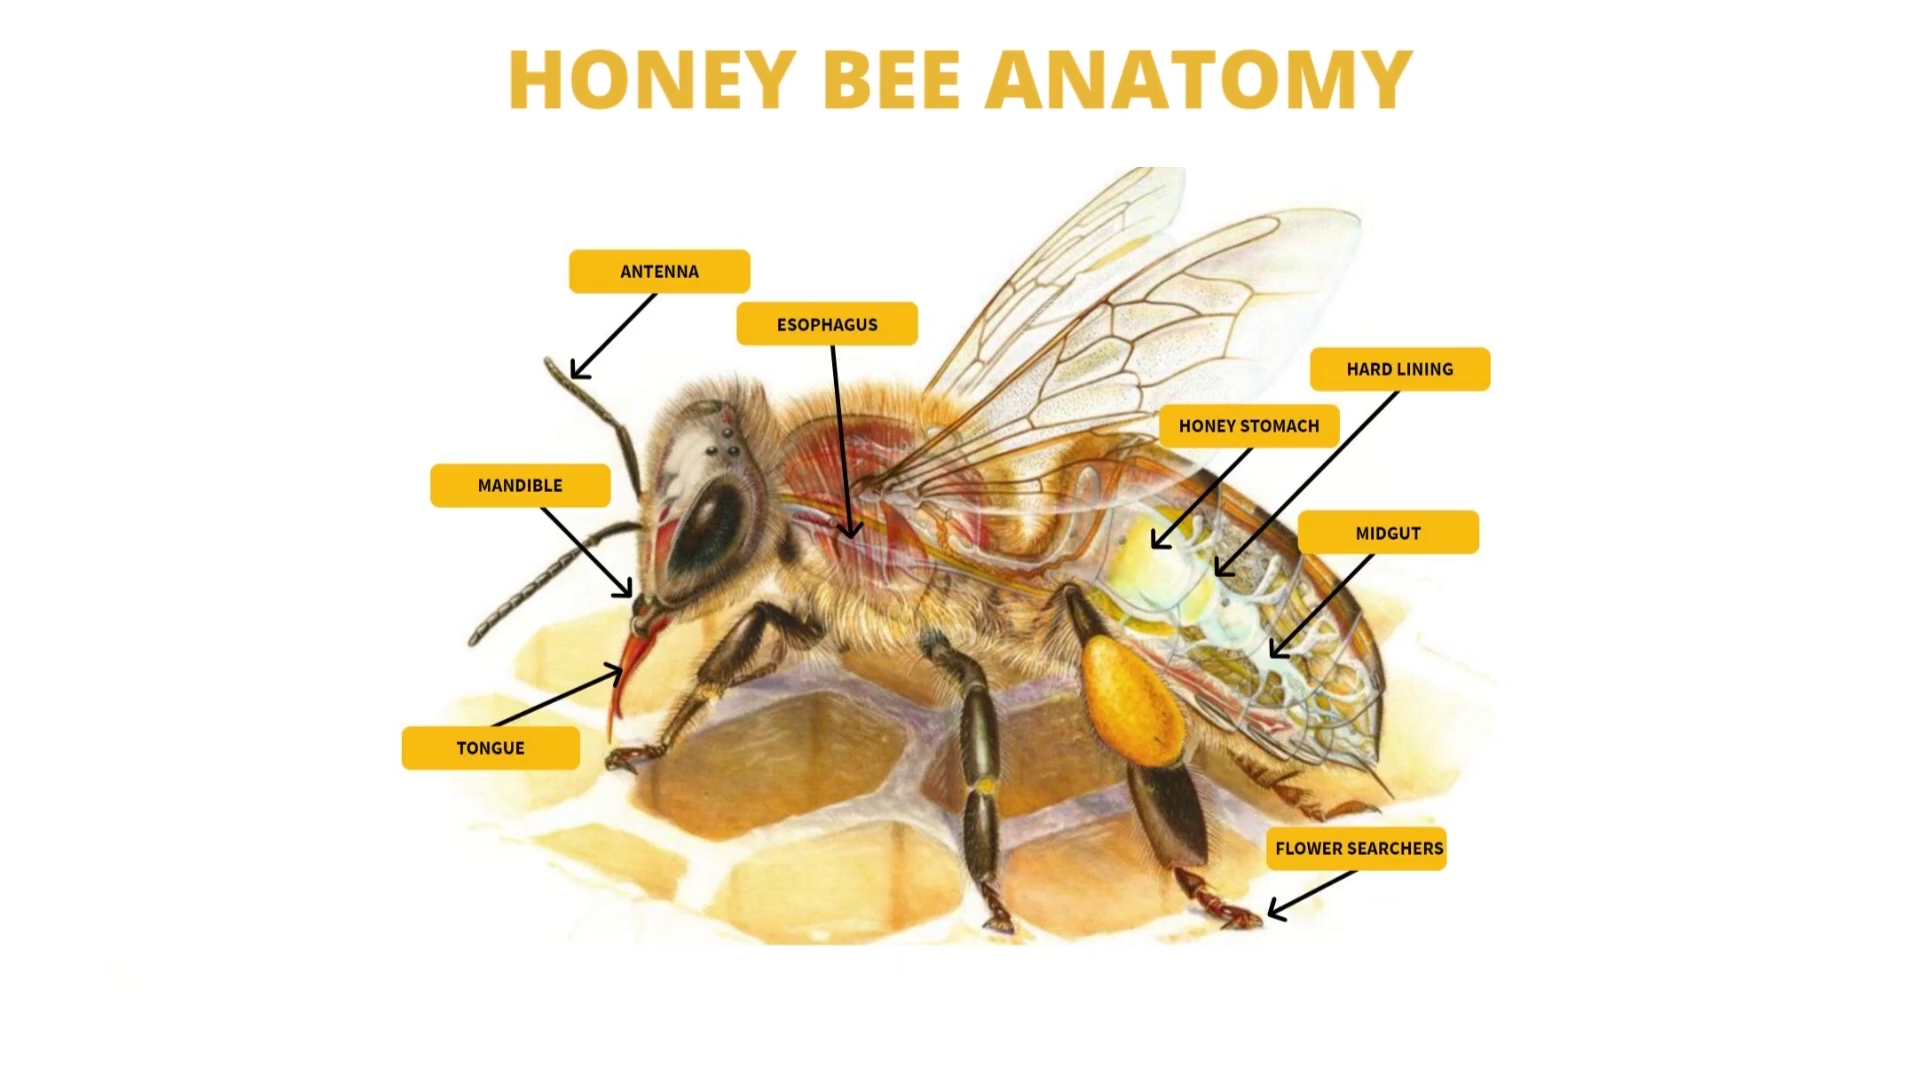 HONEY BEE ANATOMY
ANTENNA
ESOPHAGUS
HARD LINING
HONEY STOMACH
MANDIBLE
MIDGUT
TONGUE
FLOWER SEARCHERS